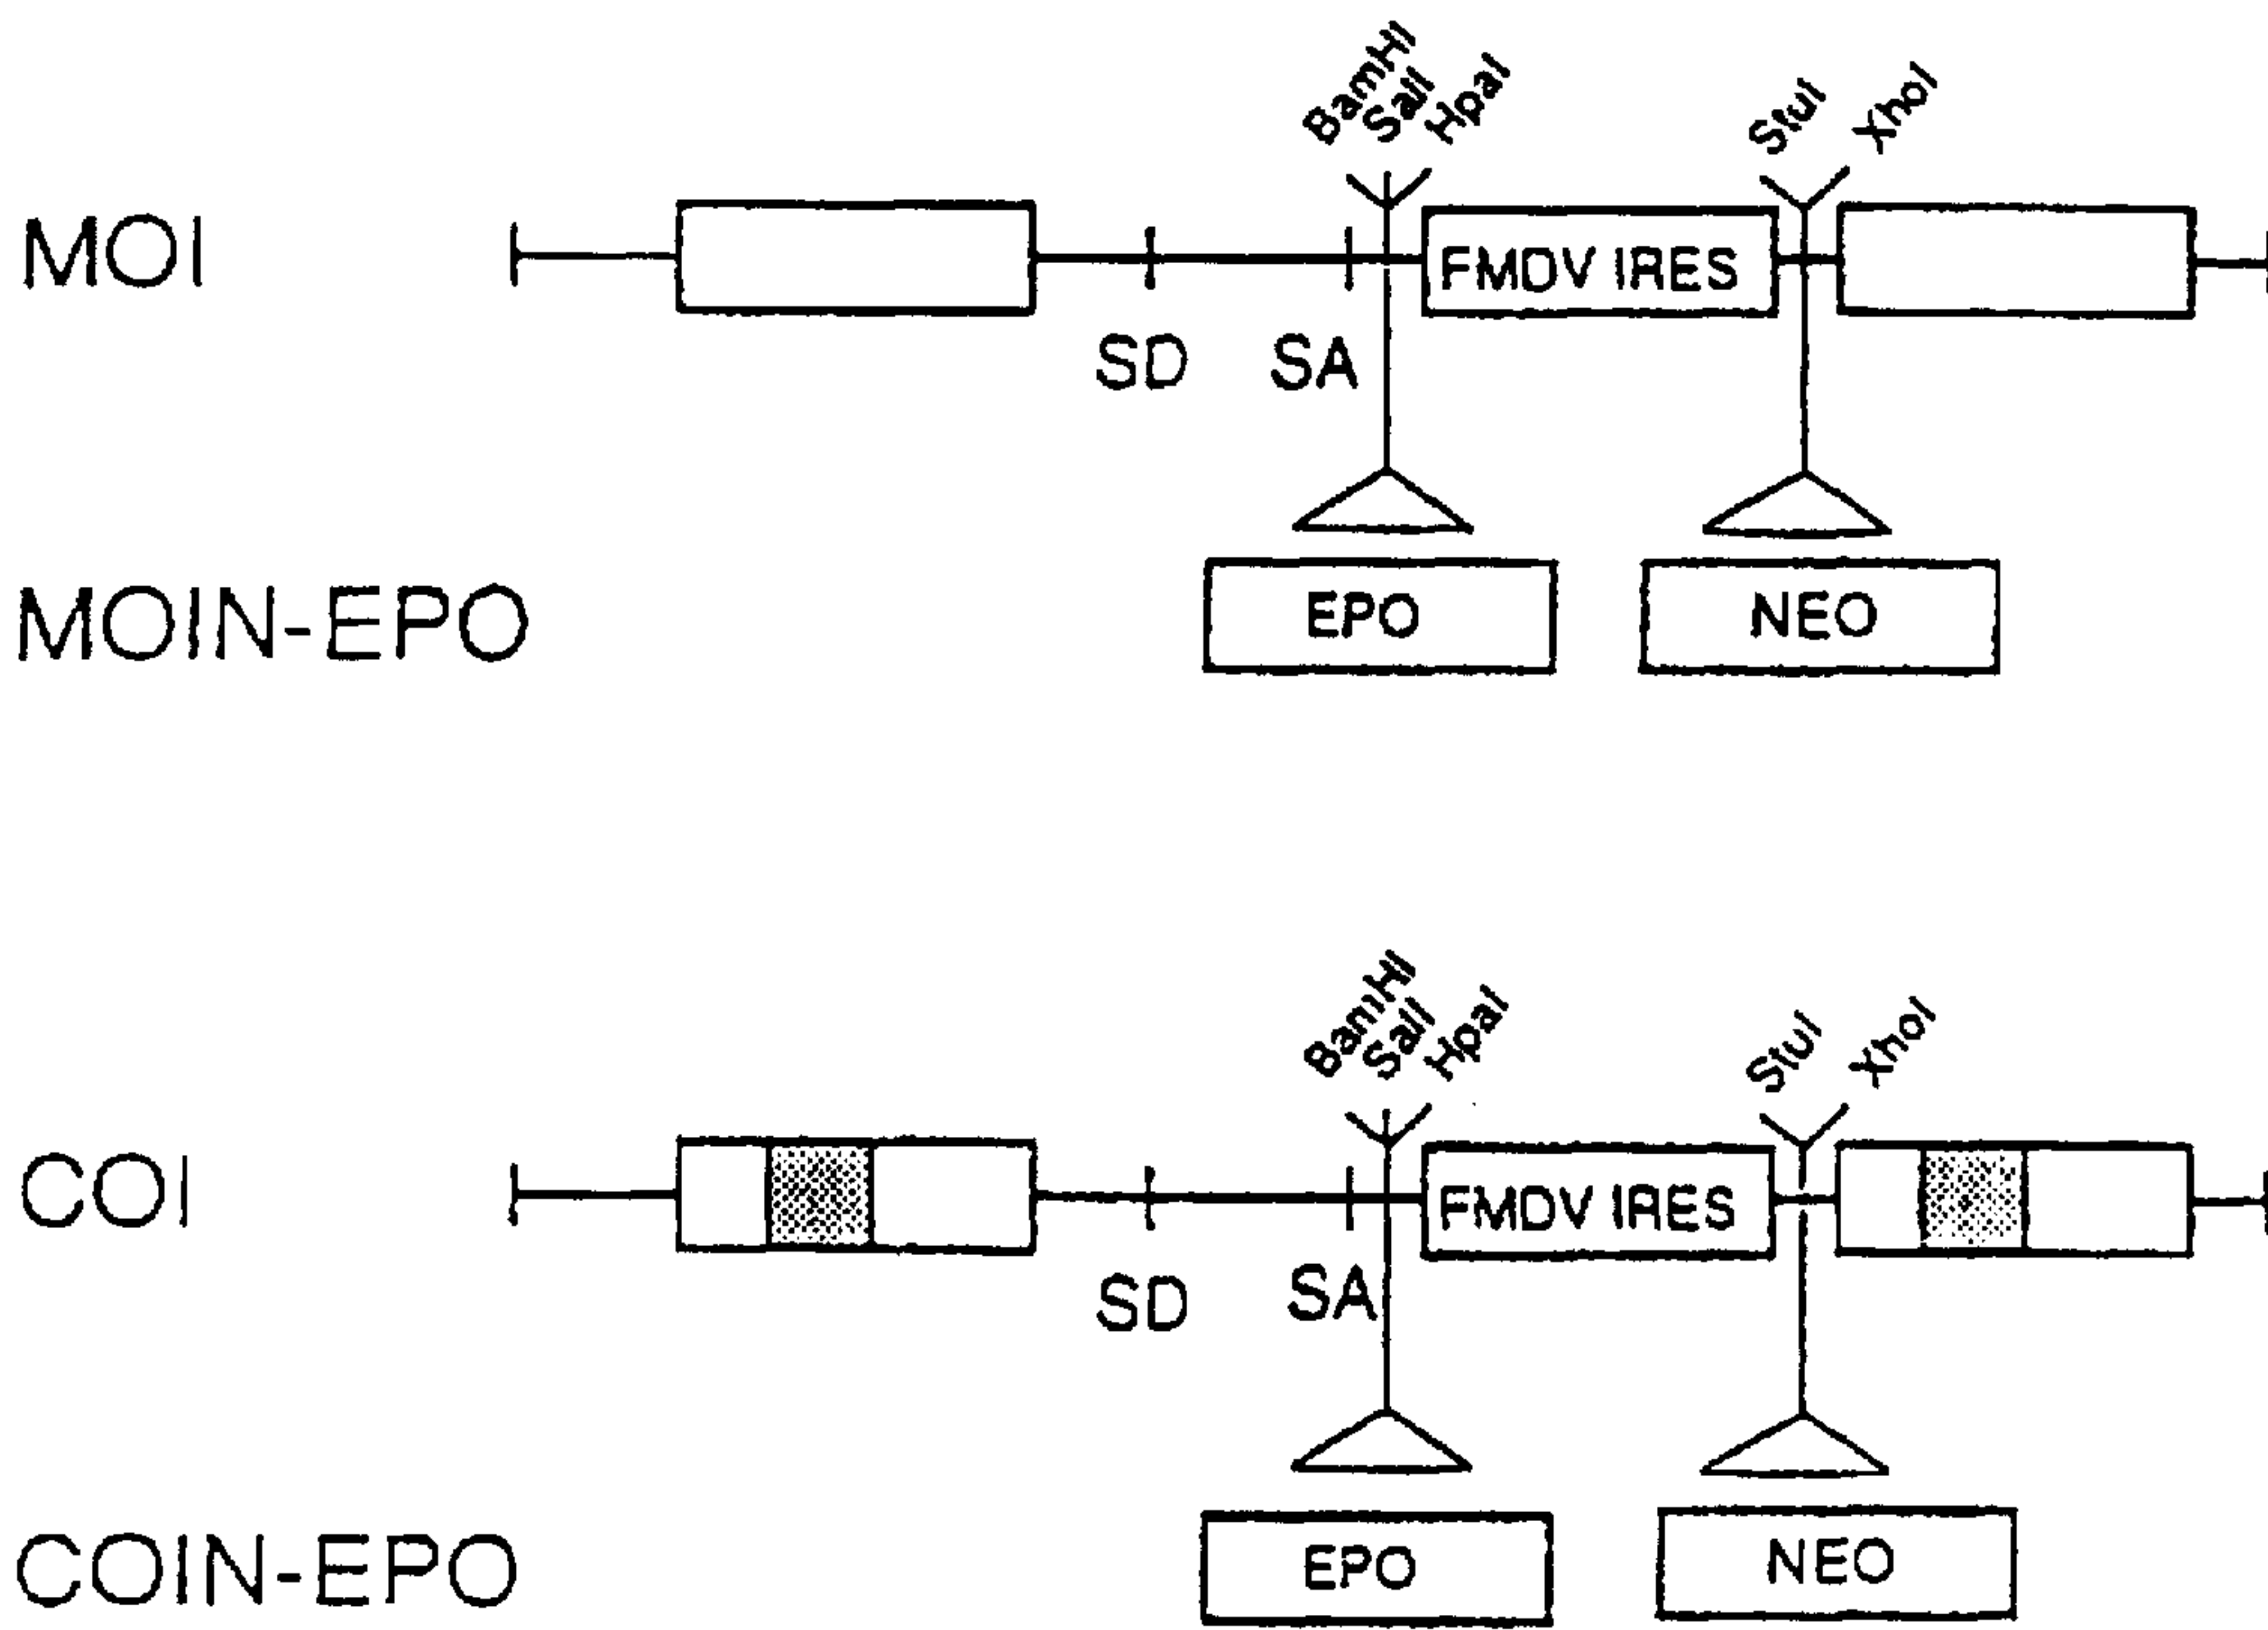 BamHI
SalI
HpaI
StuI
XhoI
MOI
FMDV IRES
SD
SA
MOIN-EPO
EPO
NEO
BamHI
SalI
HpaI
StuI
XhoI
COI
FMDV IRES
SD
SA
COIN-EPO
EPO
NEO